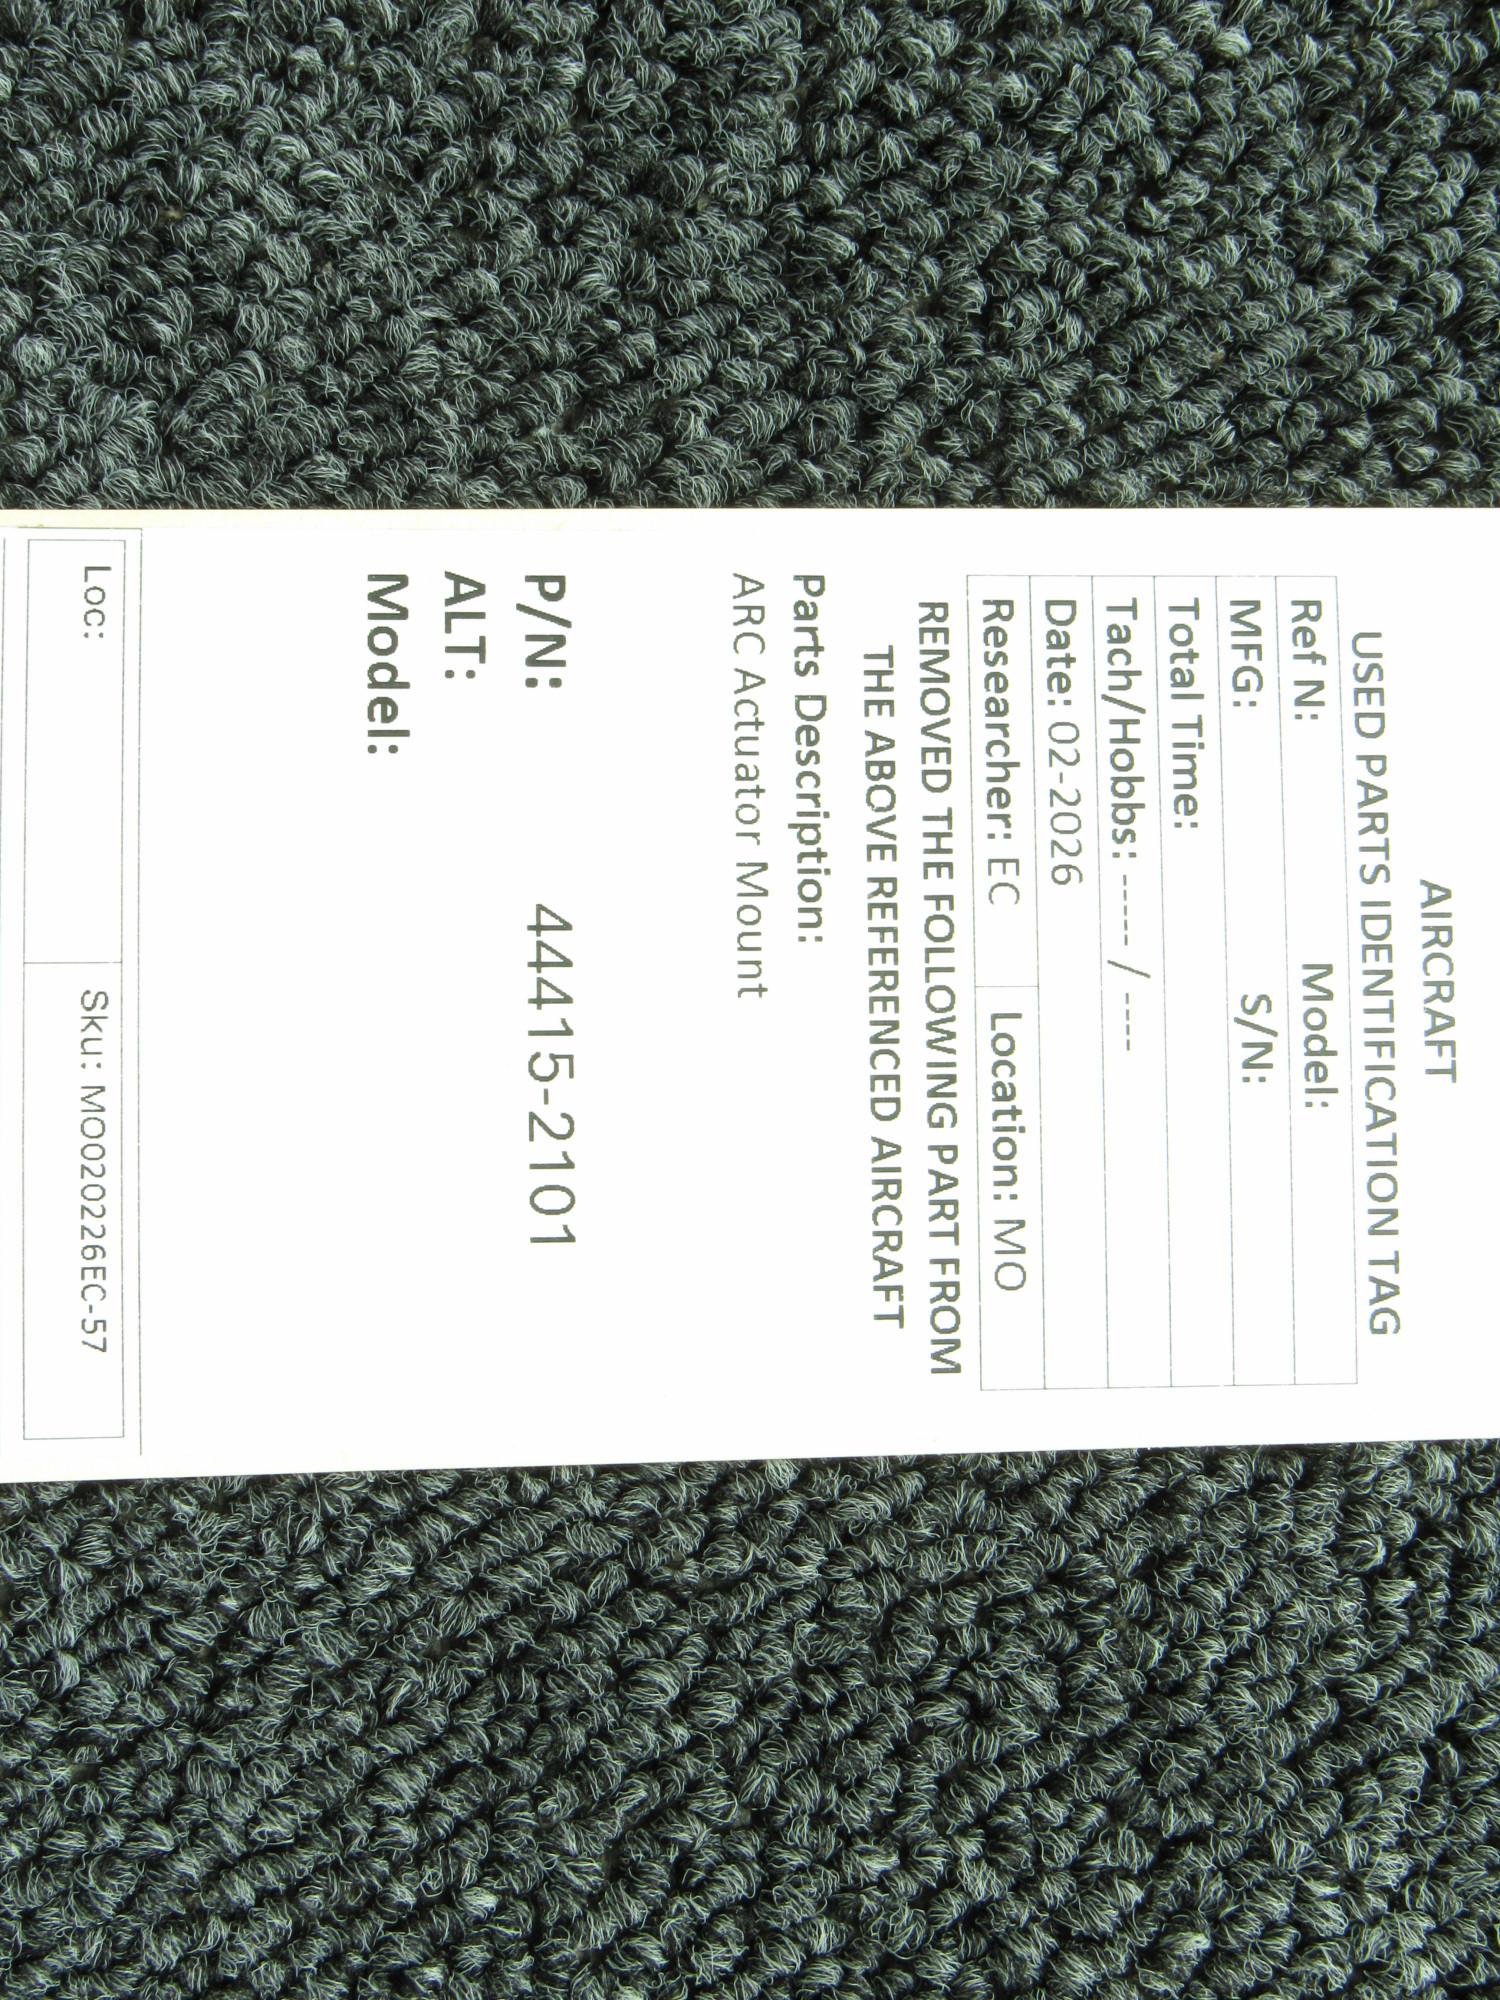 AIRCRAFT
USED PARTS IDENTIFICATION TAG
Ref N: Model:
MFG: S/N:
Total Time:
Tach/Hobbs: ----- / ----
Date: 02-2026
Researcher: EC Location: MO
REMOVED THE FOLLOWING PART FROM
THE ABOVE REFERENCED AIRCRAFT
Parts Description:
ARC Actuator Mount
P/N: 44415-2101
ALT:
Model:
Loc: Sku: MO020226EC-57